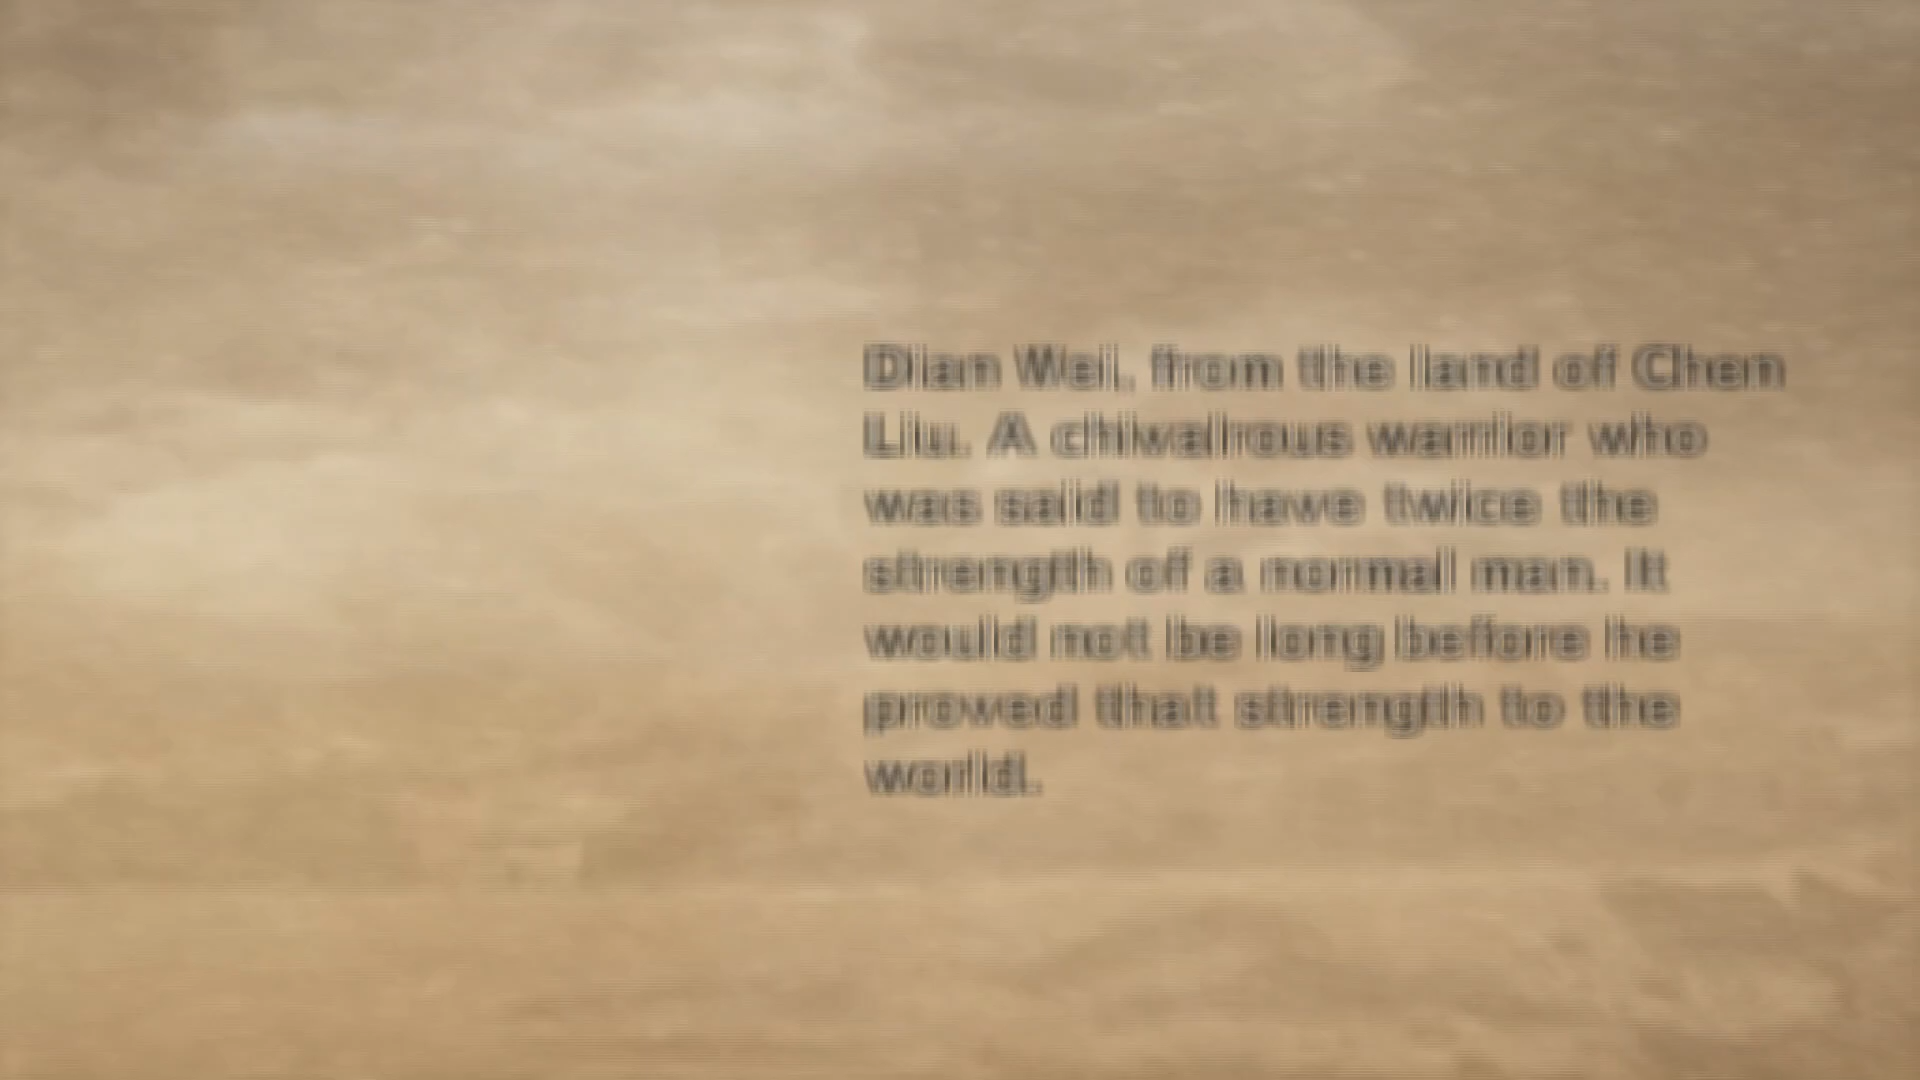 Dian Wei, from the land of Chen
Liu. A chivalrous warrior who
was said to have twice the
strength of a normal man. It
would not be long before he
proved that strength to the
world.